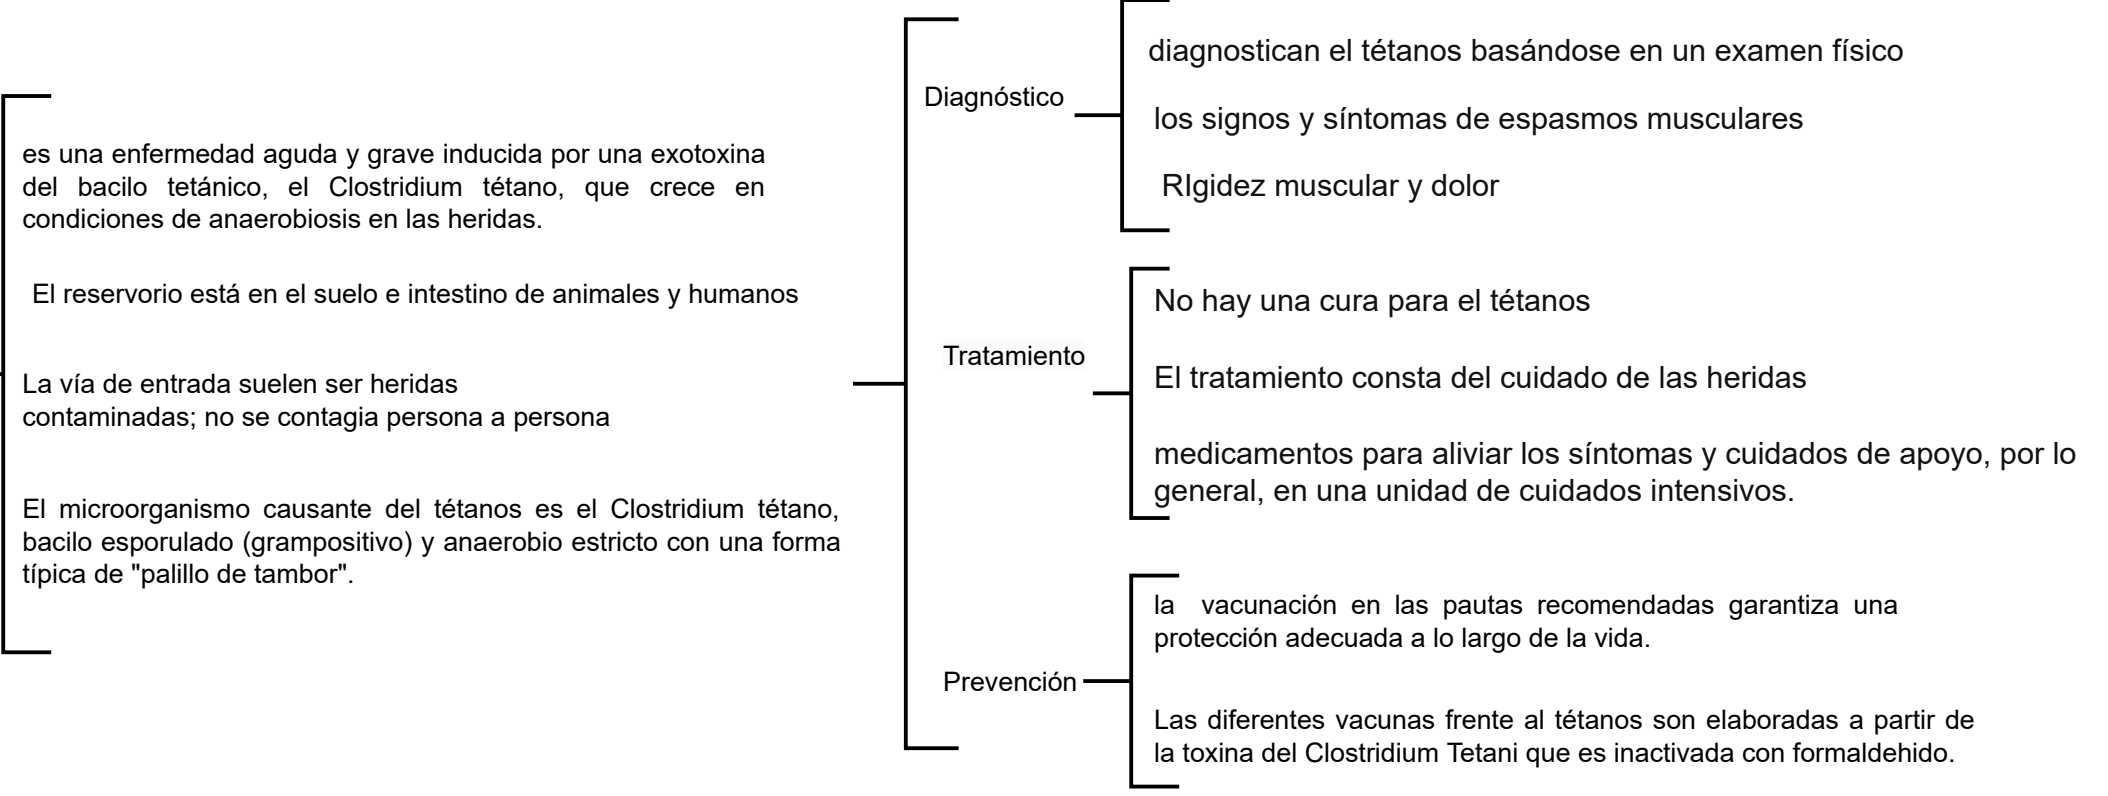 es una enfermedad aguda y grave inducida por una exotoxina
del bacilo tetánico, el Clostridium tétano, que crece en
condiciones de anaerobiosis en las heridas.
El reservorio está en el suelo e intestino de animales y humanos
La vía de entrada suelen ser heridas
contaminadas; no se contagia persona a persona
El microorganismo causante del tétanos es el Clostridium tétano,
bacilo esporulado (grampositivo) y anaerobio estricto con una forma
típica de "palillo de tambor".
Diagnóstico
diagnostican el tétanos basándose en un examen físico
los signos y síntomas de espasmos musculares
RIgidez muscular y dolor
Tratamiento
No hay una cura para el tétanos
El tratamiento consta del cuidado de las heridas
medicamentos para aliviar los síntomas y cuidados de apoyo, por lo
general, en una unidad de cuidados intensivos.
Prevención
la vacunación en las pautas recomendadas garantiza una
protección adecuada a lo largo de la vida.
Las diferentes vacunas frente al tétanos son elaboradas a partir de
la toxina del Clostridium Tetani que es inactivada con formaldehido.